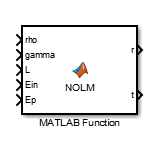 rho
gamma
L
Ein
Ep
r
t
NOLM
MATLAB Function